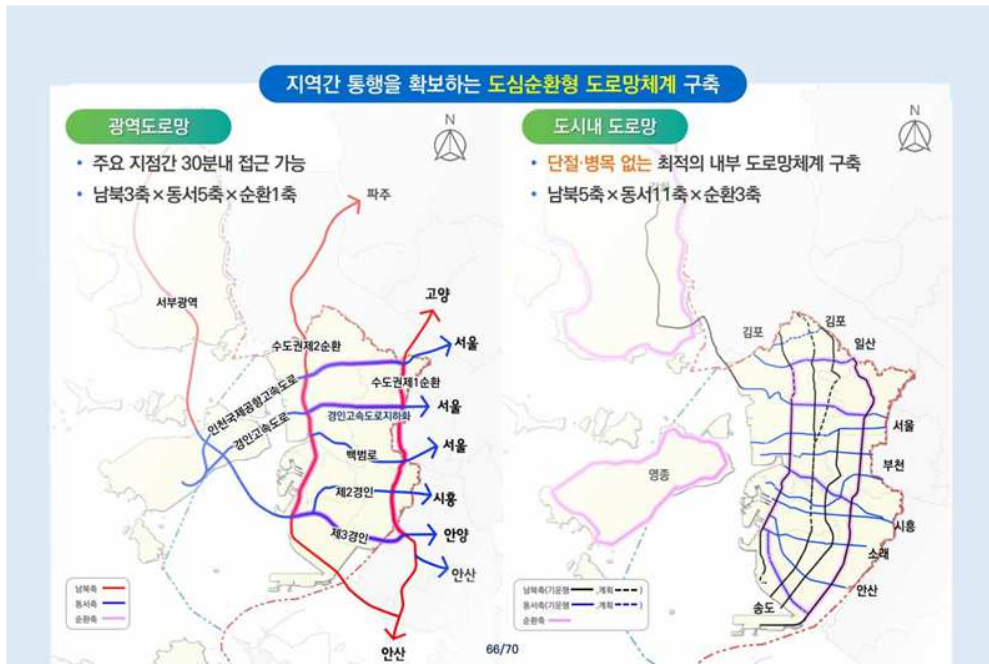 지역간 통행을 확보하는 도심순환형 도로망체계 구축
광역도로망
N
• 주요 지점간 30분내 접근 가능
• 남북3축×동서5축×순환1축
파주
서부광역
고양
수도권제2순환
서울
수도권제1순환
인천국제공항고속도로
경인고속도로
경인고속도로지하화
서울
백범로
서울
제2경인
시흥
제3경인
안양
안산
안산
남북축
동서축
순환축
도시내 도로망
N
• 단절·병목 없는 최적의 내부 도로망체계 구축
• 남북5축×동서11축×순환3축
김포
김포
일산
서울
부천
영종
시흥
소래
안산
송도
남북축(기운행 ,계획 )
동서축(기운행 ,계획 )
순환축
66/70